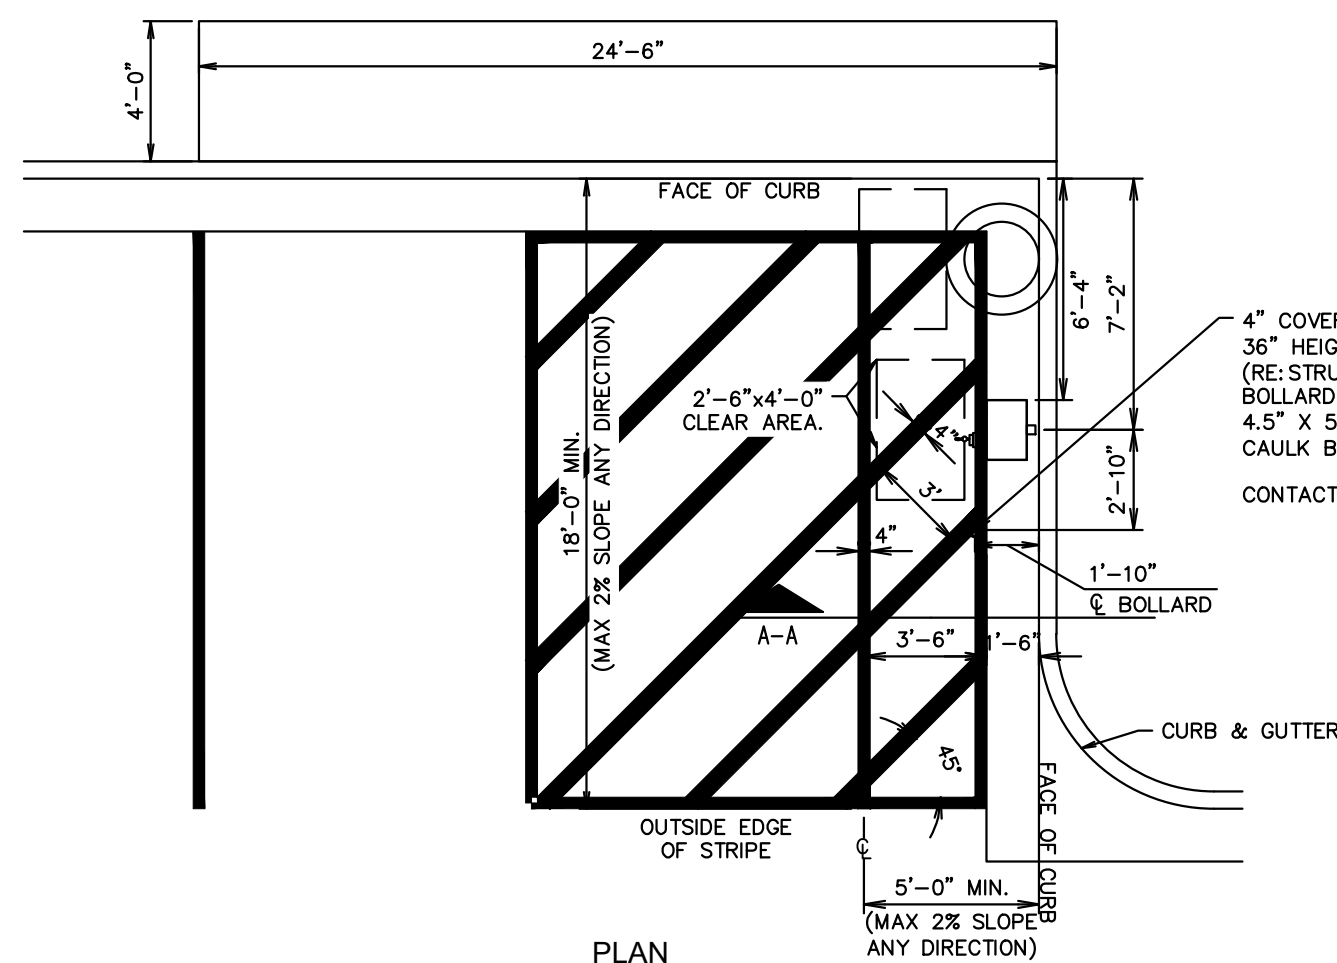 24'-6"
4'-0"
FACE OF CURB
6'-4"
7'-2"
2'-6"x4'-0"
CLEAR AREA.
18'-0" MIN.
(MAX 2% SLOPE ANY DIRECTION)
4"
3'
4"
2'-10"
4" COVER
36" HEIG
(RE: STRU
BOLLARD
4.5" X 5
CAULK B
CONTACT
1'-10"
℄ BOLLARD
A-A
3'-6"
1'-6"
CURB & GUTTER
45°
FACE OF CURB
OUTSIDE EDGE
OF STRIPE
℄
5'-0" MIN.
(MAX 2% SLOPE
ANY DIRECTION)
PLAN